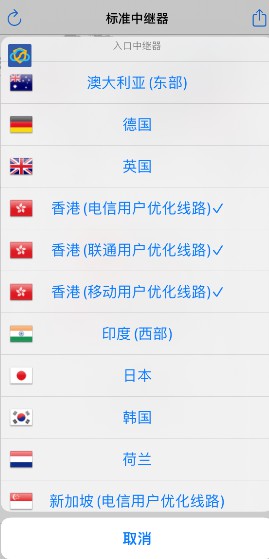 标准中继器
入口中继器
澳大利亚 (东部)
德国
英国
香港 (电信用户优化线路)✓
香港 (联通用户优化线路)✓
香港 (移动用户优化线路)✓
印度 (西部)
日本
韩国
荷兰
新加坡 (电信用户优化线路)
取消